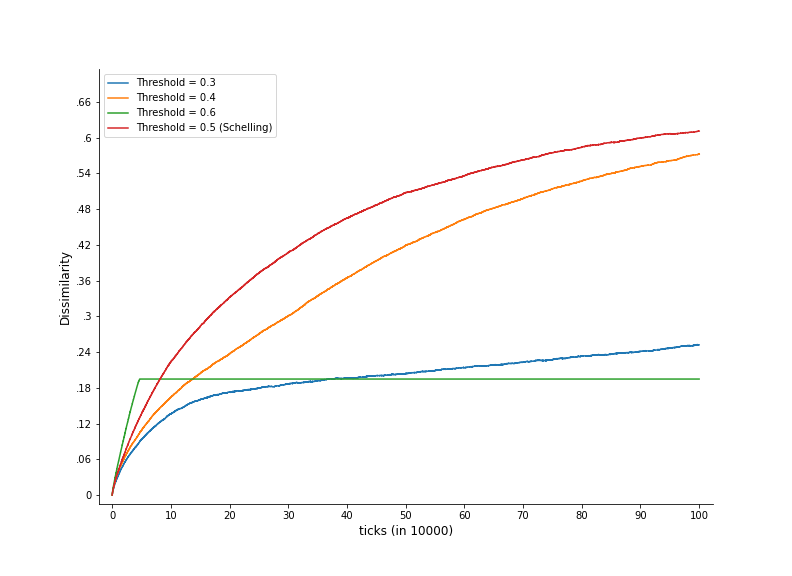 Threshold = 0.3
Threshold = 0.4
Threshold = 0.6
Threshold = 0.5 (Schelling)
.66
.6
.54
.48
.42
.36
.3
.24
.18
.12
.06
0
Dissimilarity
0 10 20 30 40 50 60 70 80 90 100
ticks (in 10000)